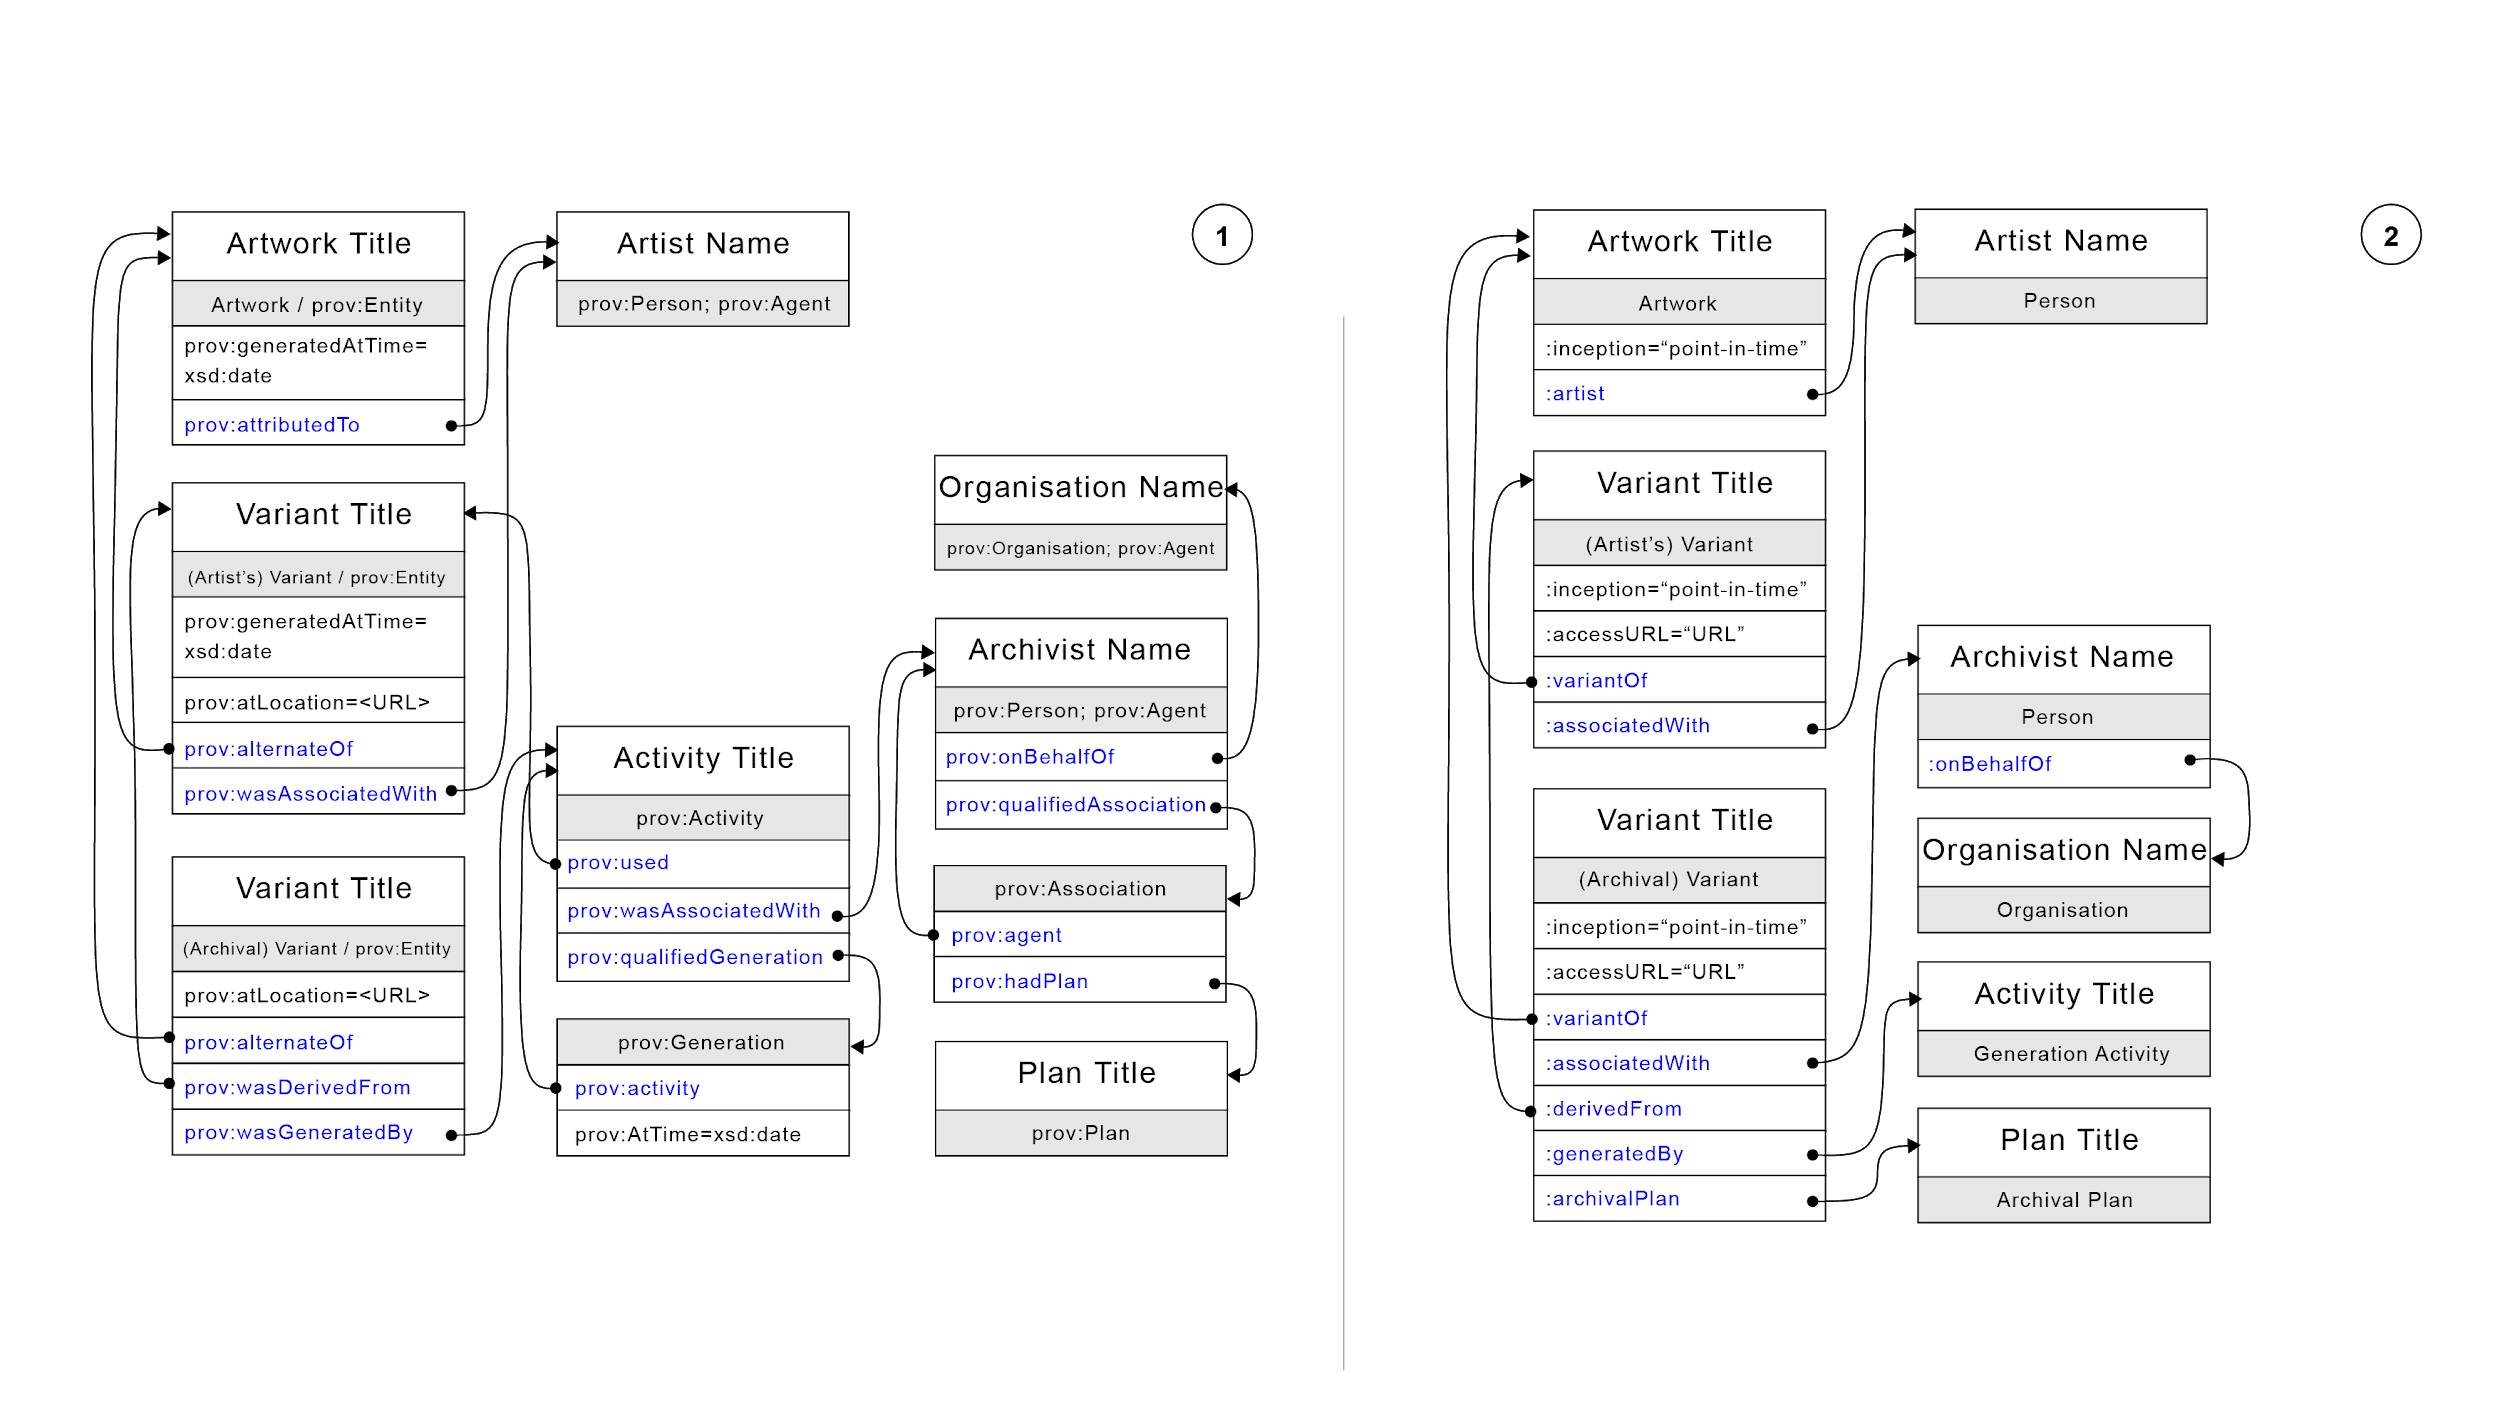 1
Artwork Title
Artwork / prov:Entity
prov:generatedAtTime=
xsd:date
prov:attributedTo
Artist Name
prov:Person; prov:Agent
Variant Title
(Artist’s) Variant / prov:Entity
prov:generatedAtTime=
xsd:date
prov:atLocation=<URL>
prov:alternateOf
prov:wasAssociatedWith
Variant Title
(Archival) Variant / prov:Entity
prov:atLocation=<URL>
prov:alternateOf
prov:wasDerivedFrom
prov:wasGeneratedBy
Activity Title
prov:Activity
prov:used
prov:wasAssociatedWith
prov:qualifiedGeneration
prov:Generation
prov:activity
prov:AtTime=xsd:date
Organisation Name
prov:Organisation; prov:Agent
Archivist Name
prov:Person; prov:Agent
prov:onBehalfOf
prov:qualifiedAssociation
prov:Association
prov:agent
prov:hadPlan
Plan Title
prov:Plan
2
Artwork Title
Artwork
:inception=“point-in-time”
:artist
Artist Name
Person
Variant Title
(Artist’s) Variant
:inception=“point-in-time”
:accessURL=“URL”
:variantOf
:associatedWith
Variant Title
(Archival) Variant
:inception=“point-in-time”
:accessURL=“URL”
:variantOf
:associatedWith
:derivedFrom
:generatedBy
:archivalPlan
Archivist Name
Person
:onBehalfOf
Organisation Name
Organisation
Activity Title
Generation Activity
Plan Title
Archival Plan